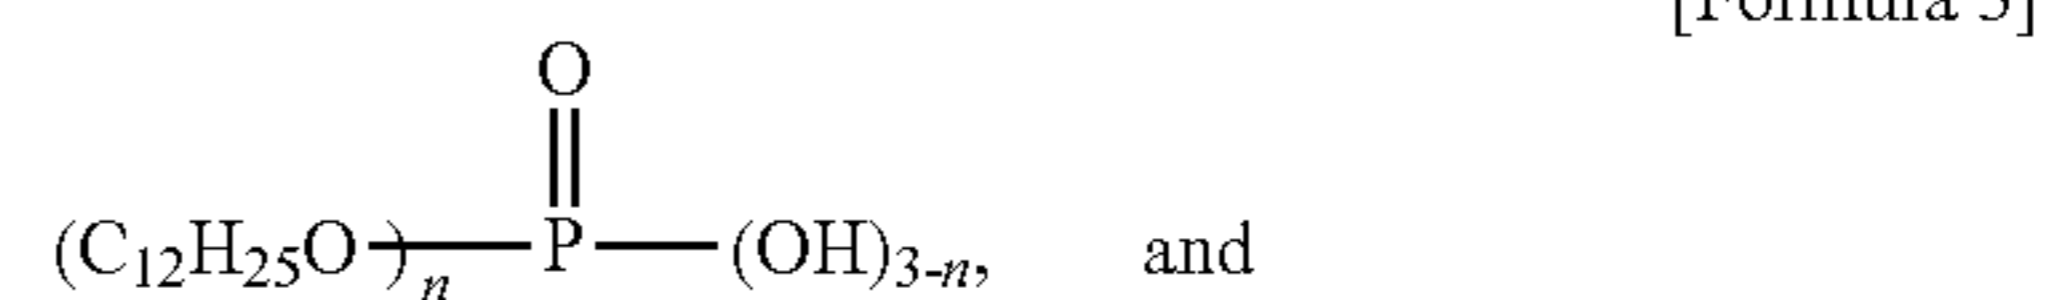 [Formula 3]
O
(C12H25O)n—P—(OH)3-n, and